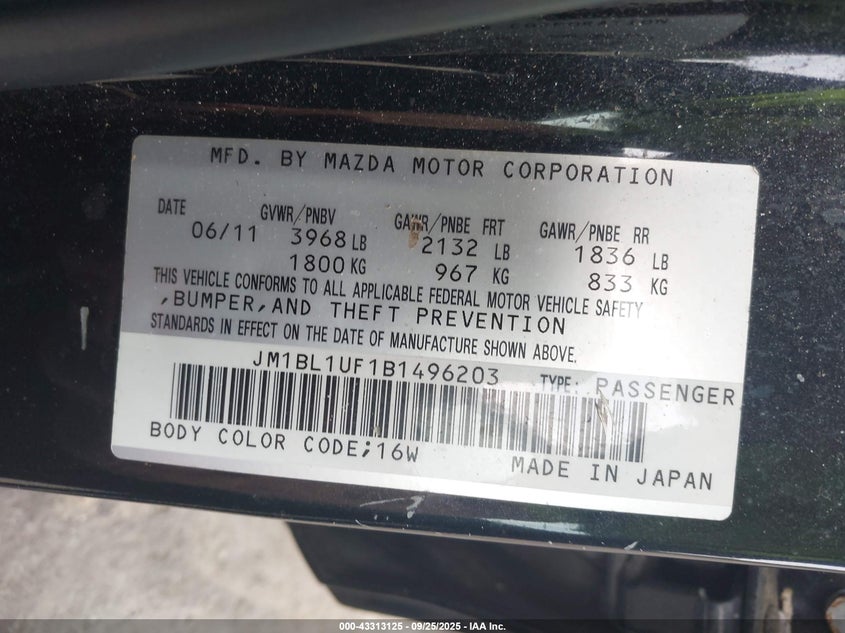 MFD. BY MAZDA MOTOR CORPORATION
DATE GVWR/PNBV GAWR/PNBE FRT GAWR/PNBE RR
06/11 3968 LB 2132 LB 1836 LB
1800 KG 967 KG 833 KG
THIS VEHICLE CONFORMS TO ALL APPLICABLE FEDERAL MOTOR VEHICLE SAFETY
,BUMPER,AND THEFT PREVENTION
STANDARDS IN EFFECT ON THE DATE OF MANUFACTURE SHOWN ABOVE.
JM1BL1UF1B1496203 TYPE: PASSENGER
BODY COLOR CODE;16W MADE IN JAPAN
000-43313125 - 09/25/2025 - IAA Inc.